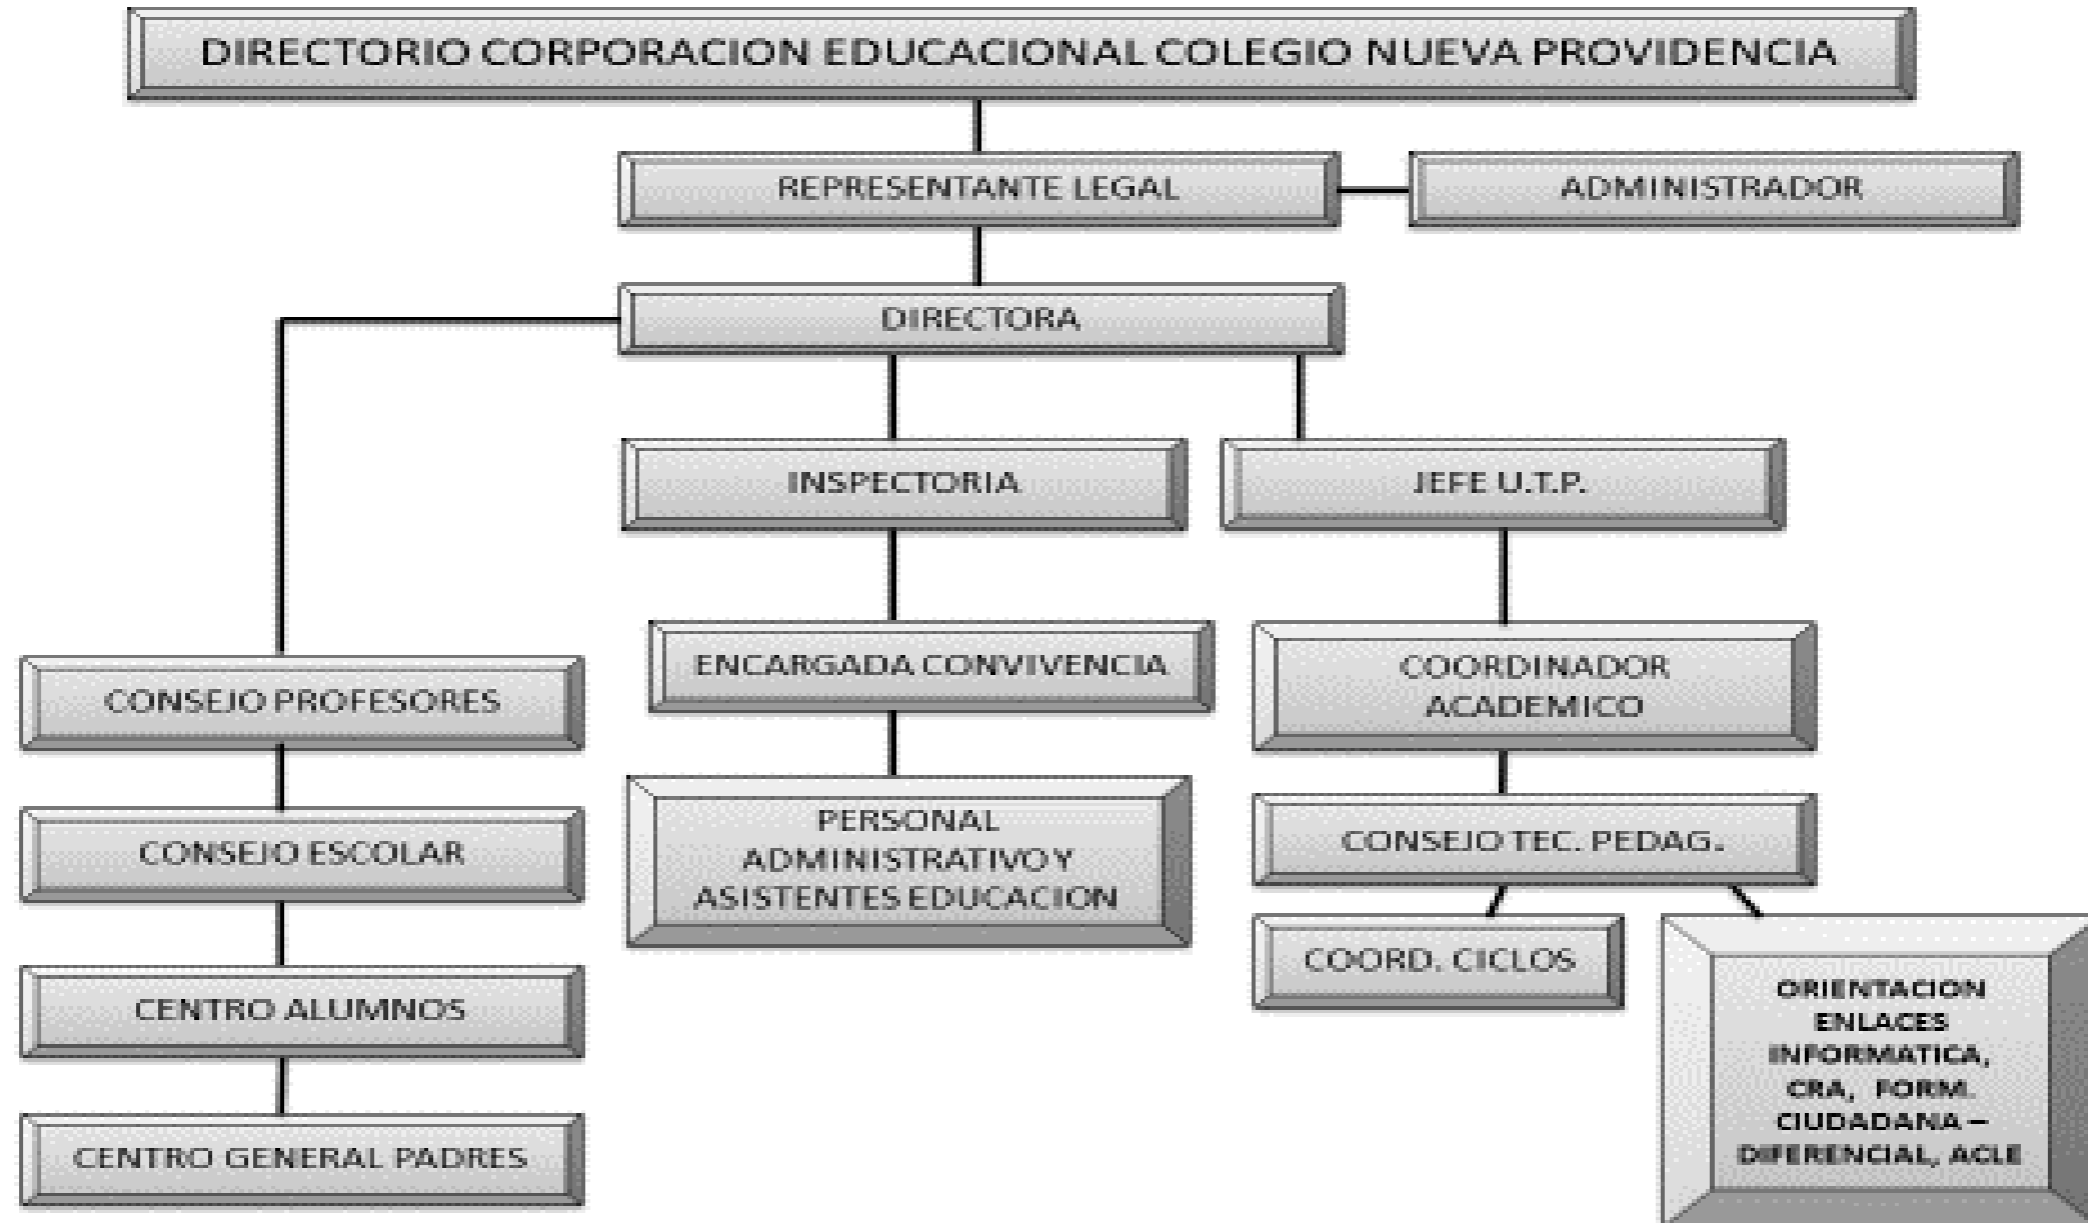 DIRECTORIO CORPORACION EDUCACIONAL COLEGIO NUEVA PROVIDENCIA
REPRESENTANTE LEGAL
ADMINISTRADOR
DIRECTORA
INSPECTORIA
JEFE U.T.P.
CONSEJO PROFESORES
CONSEJO ESCOLAR
CENTRO ALUMNOS
CENTRO GENERAL PADRES
ENCARGADA CONVIVENCIA
PERSONAL
ADMINISTRATIVO Y
ASISTENTES EDUCACION
COORDINADOR
ACADEMICO
CONSEJO TEC. PEDAG.
COORD. CICLOS
ORIENTACION
ENLACES
INFORMATICA,
CRA, FORM.
CIUDADANA –
DIFERENCIAL, ACLE